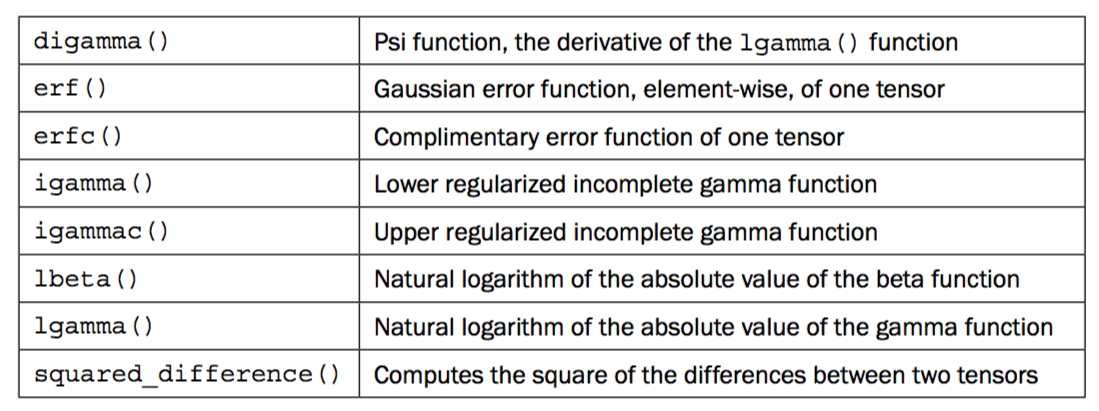 digamma() Psi function, the derivative of the lgamma() function
erf() Gaussian error function, element-wise, of one tensor
erfc() Complimentary error function of one tensor
igamma() Lower regularized incomplete gamma function
igammac() Upper regularized incomplete gamma function
lbeta() Natural logarithm of the absolute value of the beta function
lgamma() Natural logarithm of the absolute value of the gamma function
squared_difference() Computes the square of the differences between two tensors